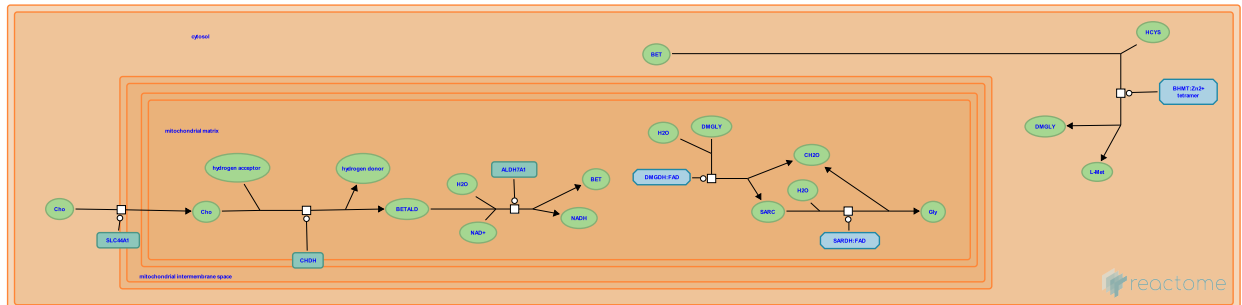 cytosol
HCYS
BET
BHMT:Zn2+
tetramer
mitochondrial matrix
H2O
DMGLY
DMGLY
CH2O
hydrogen acceptor
hydrogen donor
ALDH7A1
L-Met
DMGDH:FAD
BET
H2O
H2O
Cho
Cho
BETALD
SARC
Gly
NADH
NAD+
SLC44A1
SARDH:FAD
CHDH
mitochondrial intermembrane space
reactome